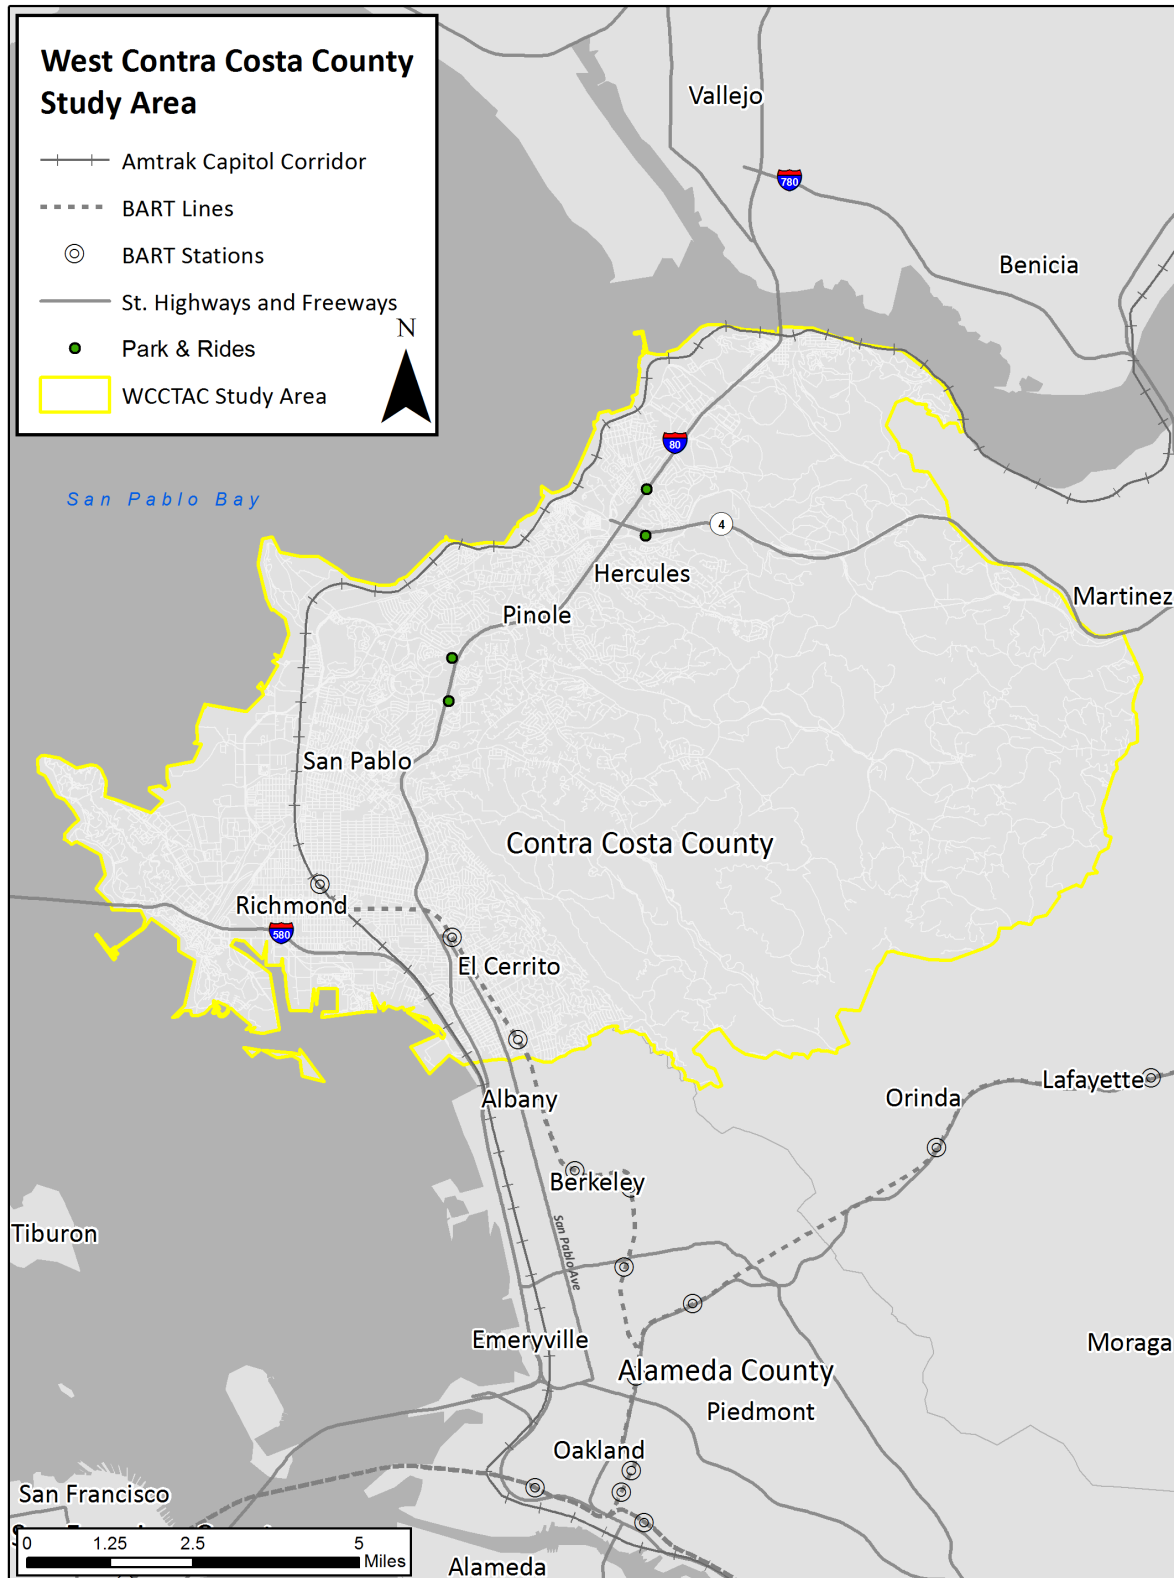 West Contra Costa County
Study Area
Amtrak Capitol Corridor
BART Lines
BART Stations
St. Highways and Freeways
N
Park & Rides
WCCTAC Study Area
Vallejo
780
Benicia
80
San Pablo Bay
4
Hercules
Martinez
Pinole
San Pablo
Contra Costa County
Richmond
580
El Cerrito
Lafayette
Orinda
Albany
Berkeley
San Pablo Ave
Tiburon
Emeryville
Moraga
Alameda County
Piedmont
Oakland
San Francisco
0 1.25 2.5 5
Miles
Alameda